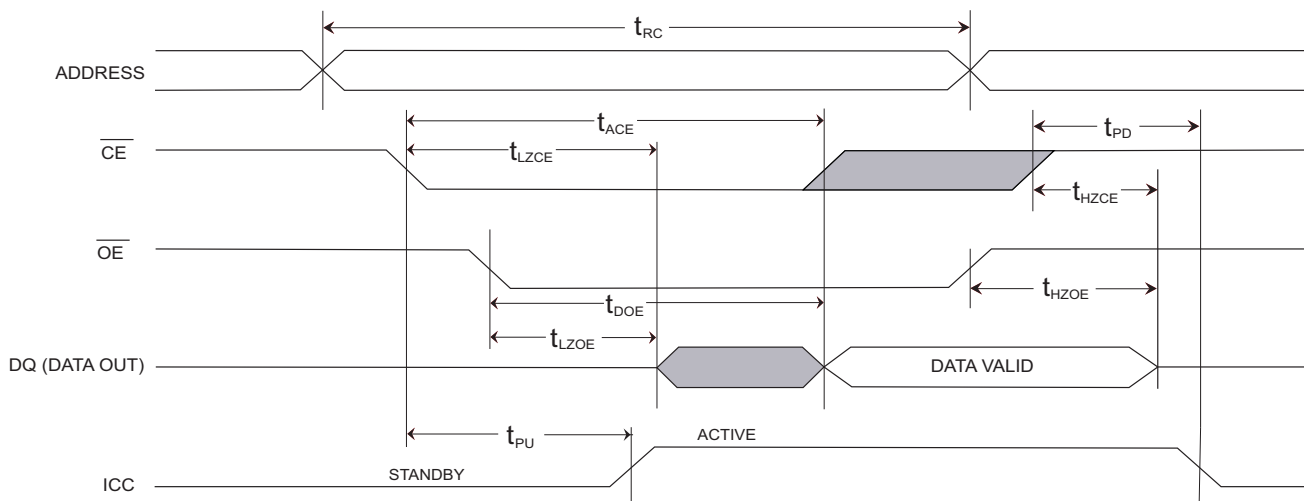 tRC
ADDRESS
tACE
tPD
CE
tLZCE
tHZCE
OE
tHZOE
tDOE
tLZOE
DQ (DATA OUT)
DATA VALID
tPU
ACTIVE
STANDBY
ICC